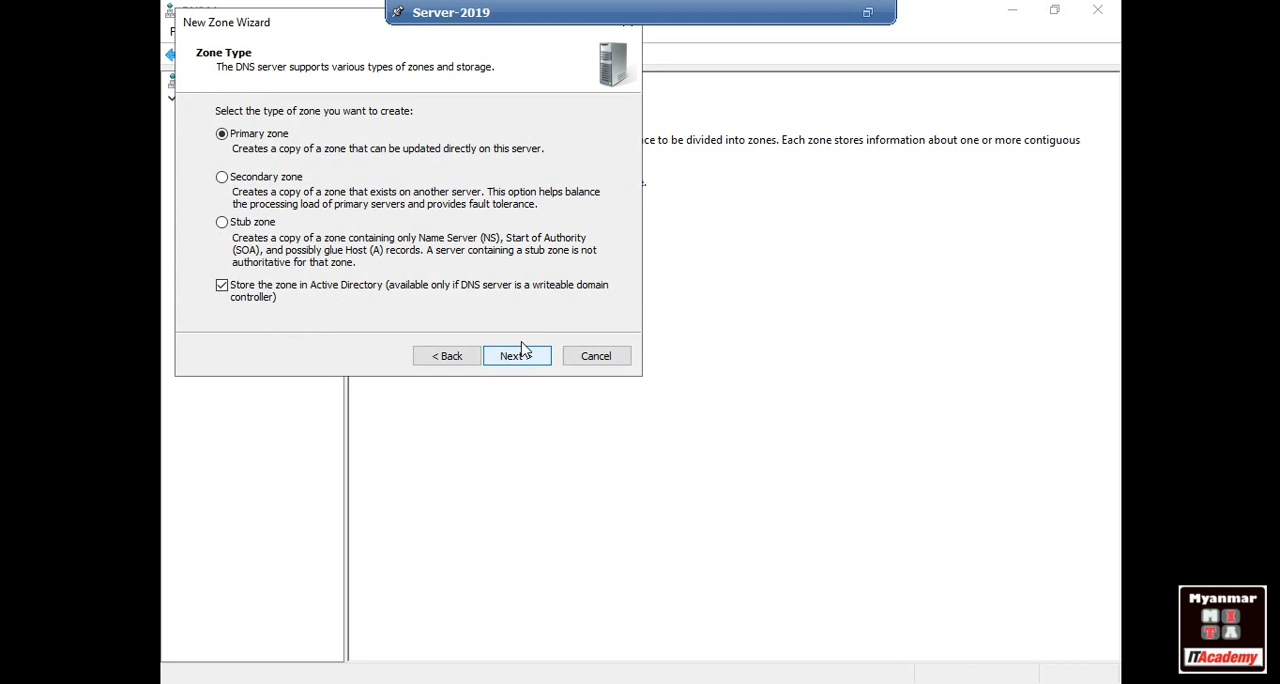 Server-2019
New Zone Wizard
Zone Type
The DNS server supports various types of zones and storage.
Select the type of zone you want to create:
Primary zone
Creates a copy of a zone that can be updated directly on this server.
ce to be divided into zones. Each zone stores information about one or more contiguous
Secondary zone
Creates a copy of a zone that exists on another server. This option helps balance
the processing load of primary servers and provides fault tolerance.
Stub zone
Creates a copy of a zone containing only Name Server (NS), Start of Authority
(SOA), and possibly glue Host (A) records. A server containing a stub zone is not
authoritative for that zone.
Store the zone in Active Directory (available only if DNS server is a writeable domain
controller)
< Back
Next
Cancel
Myanmar
M I
T A
ITAcademy